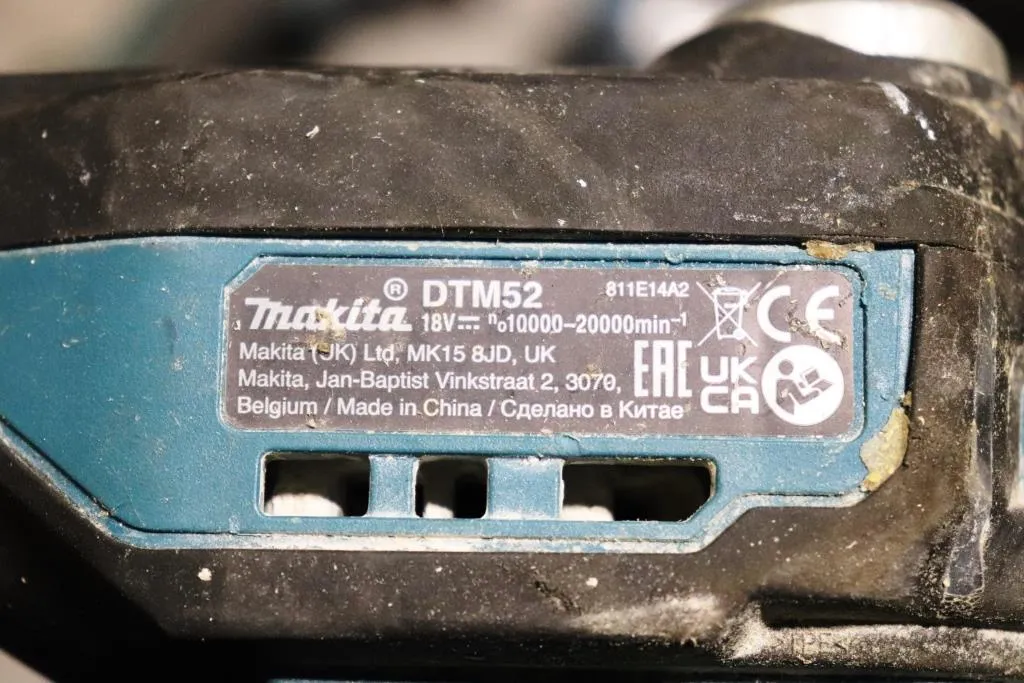 makita® DTM52 811E14A2
18V⎓ n₀10000–20000min⁻¹ CE
Makita (UK) Ltd, MK15 8JD, UK
Makita, Jan-Baptist Vinkstraat 2, 3070, EAC UK CA
Belgium / Made in China / Сделано в Китае